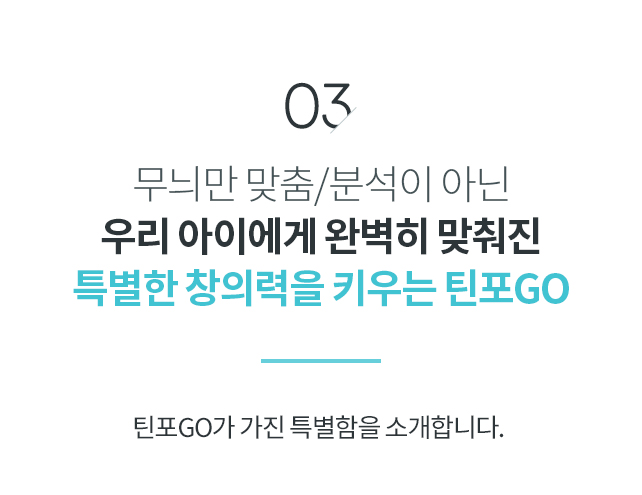 03
무늬만 맞춤/분석이 아닌
우리 아이에게 완벽히 맞춰진
특별한 창의력을 키우는 틴포GO
틴포GO가 가진 특별함을 소개합니다.